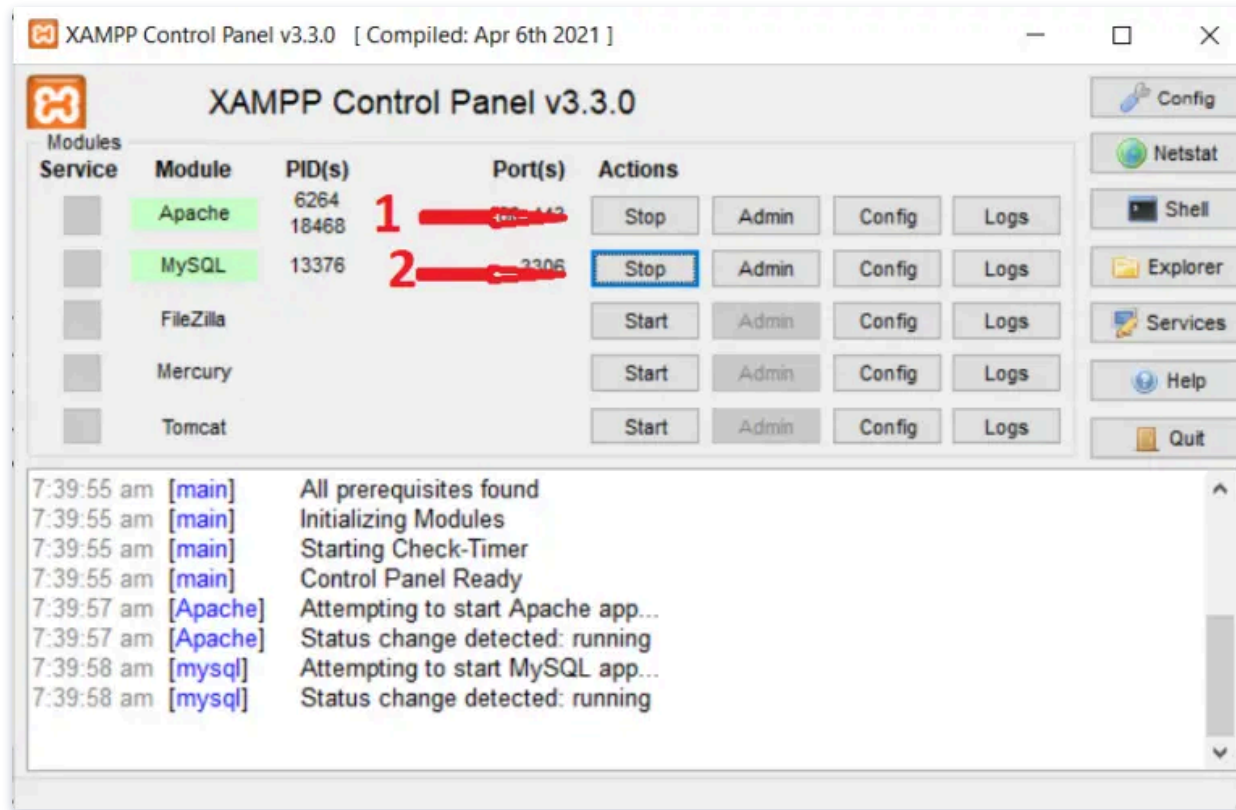 XAMPP Control Panel v3.3.0 [ Compiled: Apr 6th 2021 ]
XAMPP Control Panel v3.3.0
Modules
Service Module PID(s) Port(s) Actions
Apache 6264 18468 1 Stop Admin Config Logs
MySQL 13376 2 3306 Stop Admin Config Logs
FileZilla Start Admin Config Logs
Mercury Start Admin Config Logs
Tomcat Start Admin Config Logs
Config
Netstat
Shell
Explorer
Services
Help
Quit
7:39:55 am [main] All prerequisites found
7:39:55 am [main] Initializing Modules
7:39:55 am [main] Starting Check-Timer
7:39:55 am [main] Control Panel Ready
7:39:57 am [Apache] Attempting to start Apache app...
7:39:57 am [Apache] Status change detected: running
7:39:58 am [mysql] Attempting to start MySQL app...
7:39:58 am [mysql] Status change detected: running